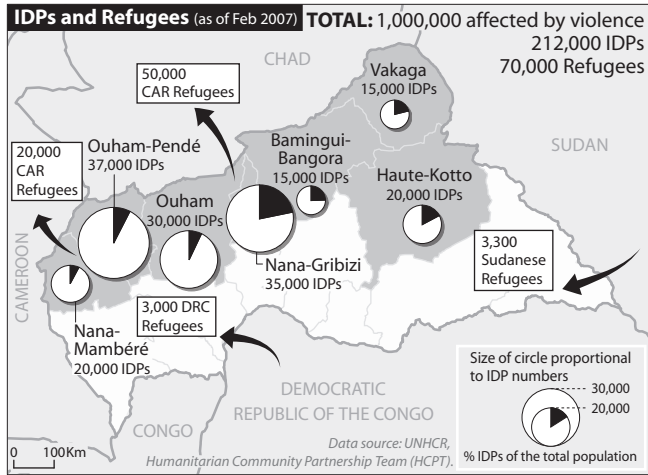 IDPs and Refugees (as of Feb 2007)
TOTAL: 1,000,000 affected by violence
212,000 IDPs
70,000 Refugees
CHAD
50,000
CAR Refugees
Vakaga
15,000 IDPs
SUDAN
20,000
CAR
Refugees
Ouham-Pendé
37,000 IDPs
Bamingui-
Bangora
15,000 IDPs
Ouham
30,000 IDPs
Haute-Kotto
20,000 IDPs
CAMEROON
Nana-Gribizi
35,000 IDPs
3,300
Sudanese
Refugees
3,000 DRC
Refugees
Nana-
Mambéré
20,000 IDPs
DEMOCRATIC
REPUBLIC OF THE CONGO
CONGO
Size of circle proportional
to IDP numbers
30,000
20,000
% IDPs of the total population
0 100Km
Data source: UNHCR,
Humanitarian Community Partnership Team (HCPT).